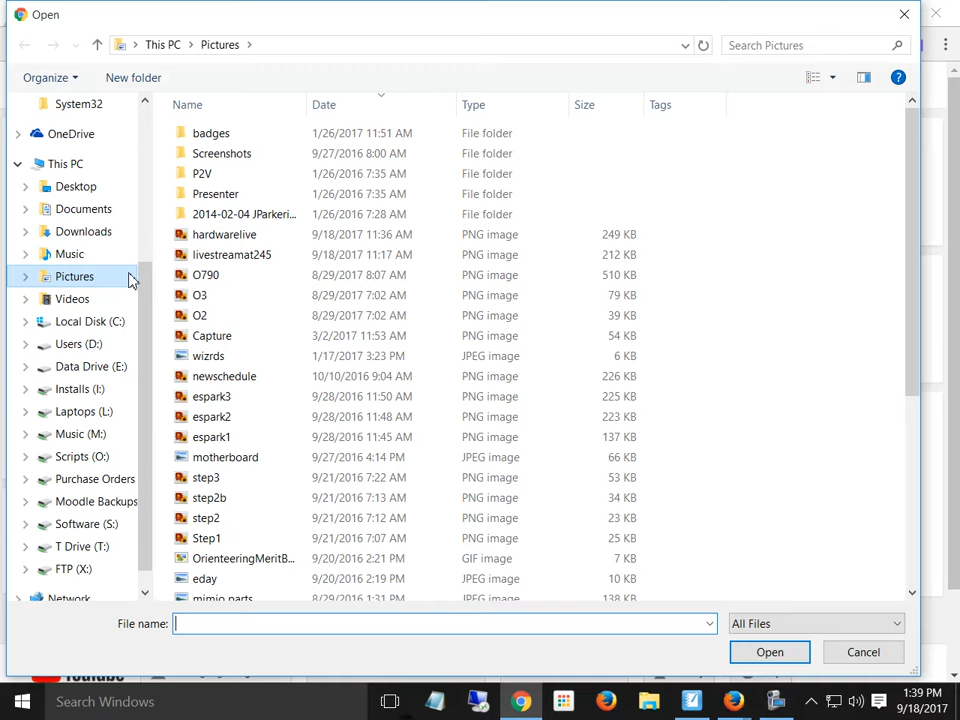 Open
This PC Pictures
Search Pictures
Organize New folder
System32
OneDrive
This PC
Desktop
Documents
Downloads
Music
Pictures
Videos
Local Disk (C:)
Users (D:)
Data Drive (E:)
Installs (I:)
Laptops (L:)
Music (M:)
Scripts (O:)
Purchase Orders
Moodle Backups
Software (S:)
T Drive (T:)
FTP (X:)
Network
Name Date Type Size Tags
badges 1/26/2017 11:51 AM File folder
Screenshots 9/27/2016 8:00 AM File folder
P2V 1/26/2016 7:35 AM File folder
Presenter 1/26/2016 7:35 AM File folder
2014-02-04 JParkeri... 1/26/2016 7:28 AM File folder
hardwarelive 9/18/2017 11:36 AM PNG image 249 KB
livestreamat245 9/18/2017 11:17 AM PNG image 212 KB
O790 8/29/2017 8:07 AM PNG image 510 KB
O3 8/29/2017 7:02 AM PNG image 79 KB
O2 8/29/2017 7:02 AM PNG image 39 KB
Capture 3/2/2017 11:53 AM PNG image 54 KB
wizrds 1/17/2017 3:23 PM JPEG image 6 KB
newschedule 10/10/2016 9:04 AM PNG image 226 KB
espark3 9/28/2016 11:50 AM PNG image 225 KB
espark2 9/28/2016 11:48 AM PNG image 223 KB
espark1 9/28/2016 11:45 AM PNG image 137 KB
motherboard 9/27/2016 4:14 PM JPEG image 66 KB
step3 9/21/2016 7:22 AM PNG image 53 KB
step2b 9/21/2016 7:13 AM PNG image 34 KB
step2 9/21/2016 7:12 AM PNG image 23 KB
Step1 9/21/2016 7:07 AM PNG image 25 KB
OrienteeringMeritB... 9/20/2016 2:21 PM GIF image 7 KB
eday 9/20/2016 2:19 PM JPEG image 10 KB
mimio parts 8/29/2016 1:31 PM JPEG image 138 KB
File name: All Files
Open Cancel
YouTube
Search Windows
1:39 PM
9/18/2017